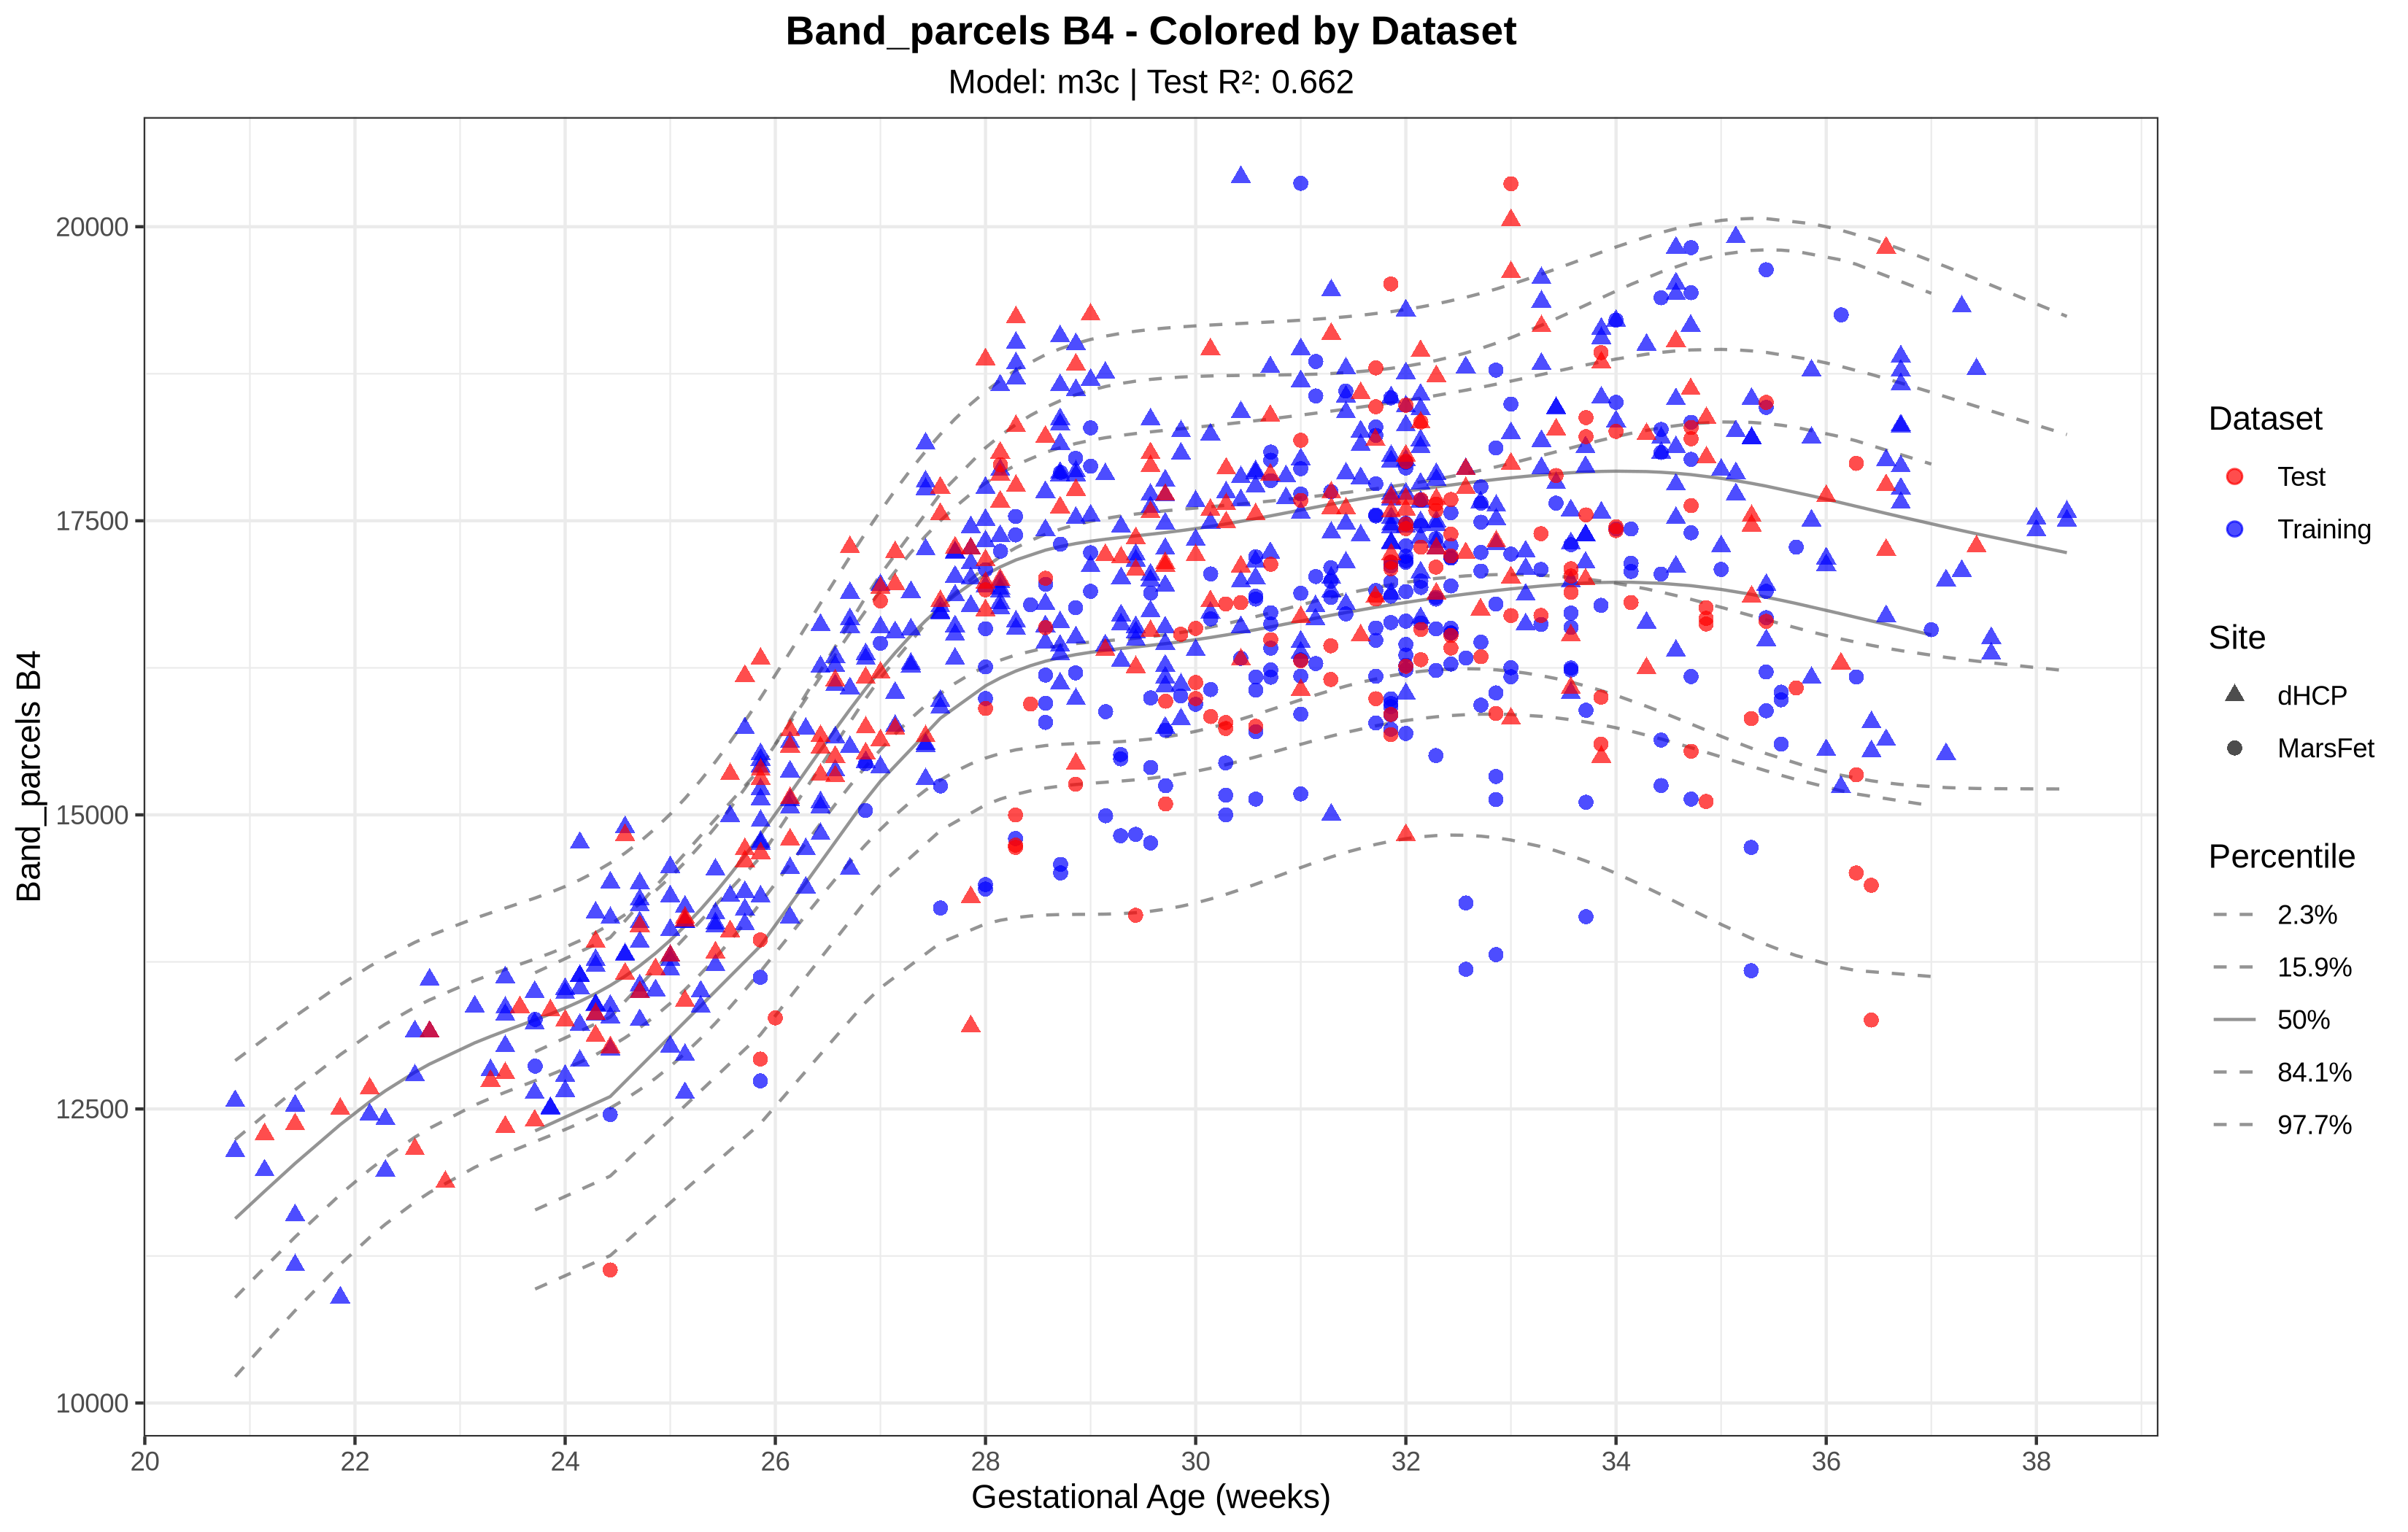 Band_parcels B4 - Colored by Dataset
Model: m3c | Test R²: 0.662
Band_parcels B4
20000
17500
15000
12500
10000
20
22
24
26
28
30
32
34
36
38
Gestational Age (weeks)
Dataset
Test
Training
Site
dHCP
MarsFet
Percentile
2.3%
15.9%
50%
84.1%
97.7%